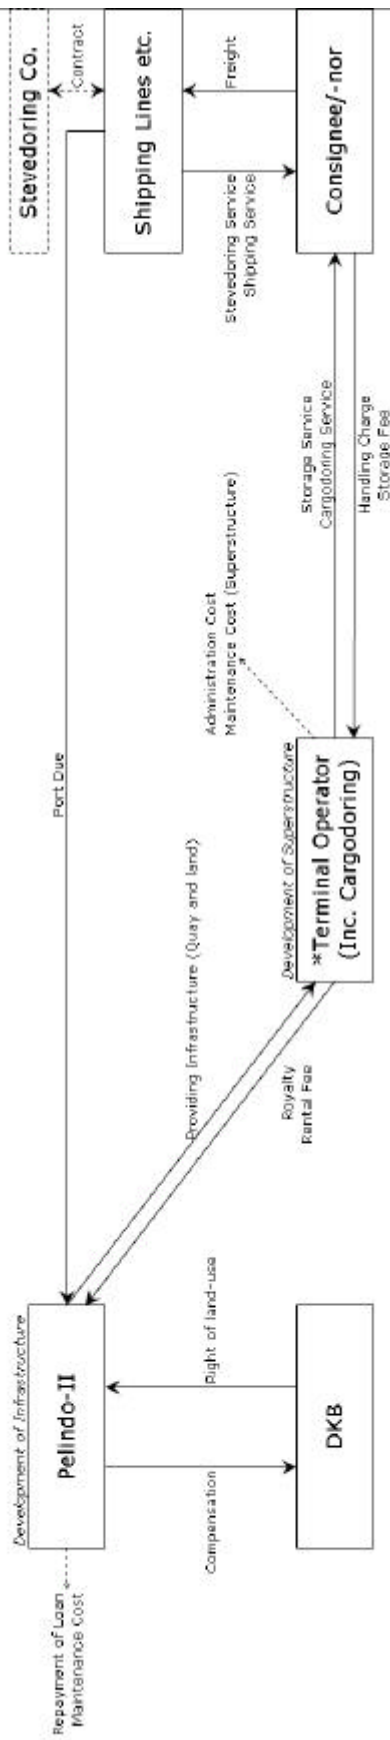 Repayment of Loan
Maintenance Cost
Development of Infrastructure
Pelindo-II
Compensation
Right of land-use
DKB
Port Due
Providing Infrastructure (Quay and land)
Royalty
Rental Fee
Development of Superstructure
*Terminal Operator
(Inc. Cargodoring)
Administration Cost
Maintenance Cost (Superstructure)
Storage Service
Cargodoring Service
Handling Charge
Storage Fee
Stevedoring Co.
Contract
Shipping Lines etc.
Stevedoring Service
Shipping Service
Freight
Consignee/-nor